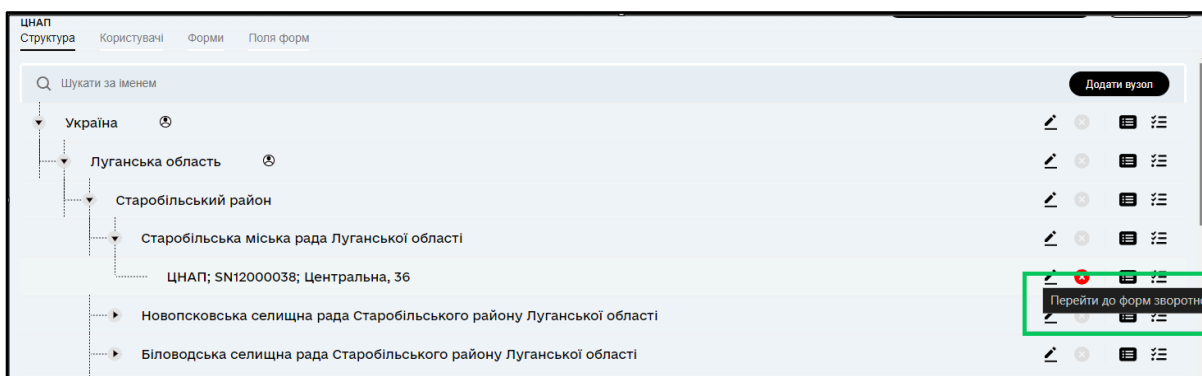 ЦНАП
Структура Користувачі Форми Поля форм
Шукати за іменем Додати вузол
Україна
Луганська область
Старобільський район
Старобільська міська рада Луганської області
ЦНАП; SN12000038; Центральна, 36
Перейти до форм зворотн
Новопсковська селищна рада Старобільського району Луганської області
Біловодська селищна рада Старобільського району Луганської області